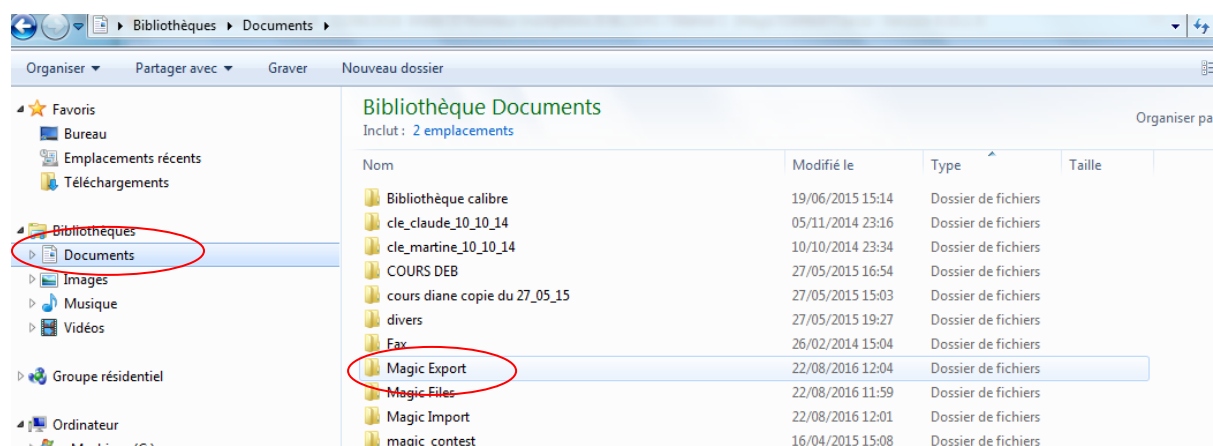 Bibliothèques Documents
Organiser Partager avec Graver Nouveau dossier
Favoris
Bureau
Emplacements récents
Téléchargements
Bibliothèques
Documents
Images
Musique
Vidéos
Groupe résidentiel
Ordinateur
Bibliothèque Documents
Inclut : 2 emplacements
Organiser pa
Nom Modifié le Type Taille
Bibliothèque calibre 19/06/2015 15:14 Dossier de fichiers
cle_claude_10_10_14 05/11/2014 23:16 Dossier de fichiers
cle_martine_10_10_14 10/10/2014 23:34 Dossier de fichiers
COURS DEB 27/05/2015 16:54 Dossier de fichiers
cours diane copie du 27_05_15 27/05/2015 15:03 Dossier de fichiers
divers 27/05/2015 19:27 Dossier de fichiers
Fax 26/02/2014 15:04 Dossier de fichiers
Magic Export 22/08/2016 12:04 Dossier de fichiers
Magic Files 22/08/2016 11:59 Dossier de fichiers
Magic Import 22/08/2016 12:01 Dossier de fichiers
magic_contest 16/04/2015 15:08 Dossier de fichiers